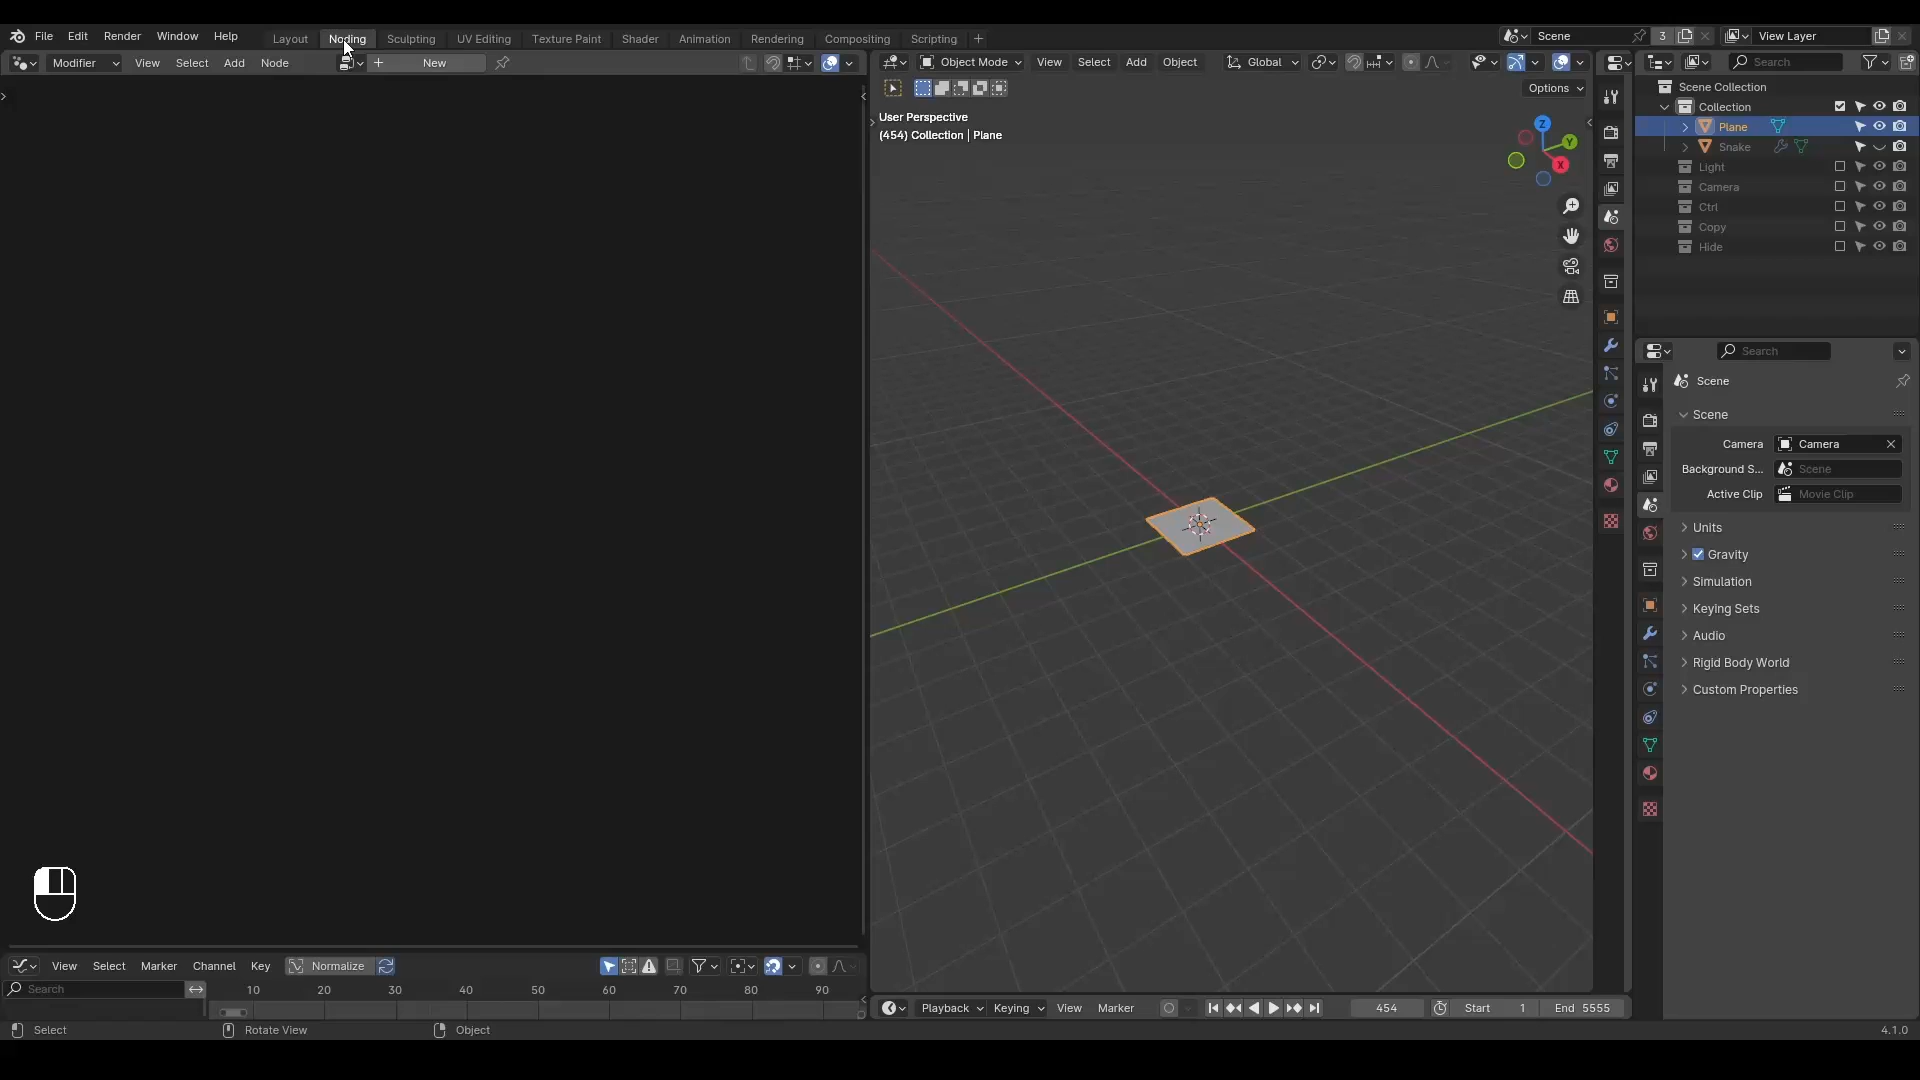 File Edit Render Window Help Layout Noding Sculpting UV Editing Texture Paint Shader Animation Rendering Compositing Scripting + Scene 3 View Layer
Modifier View Select Add Node + New
Object Mode View Select Add Object Global
Search
Options
User Perspective
(454) Collection | Plane
Z
Y
X
Scene Collection
Collection
Plane
Snake
Light
Camera
Ctrl
Copy
Hide
Search
Scene
Scene
Camera Camera
Background S... Scene
Active Clip Movie Clip
Units
Gravity
Simulation
Keying Sets
Audio
Rigid Body World
Custom Properties
View Select Marker Channel Key Normalize
Search
10 20 30 40 50 60 70 80 90
Playback Keying View Marker 454 Start 1 End 5555
Select Rotate View Object 4.1.0